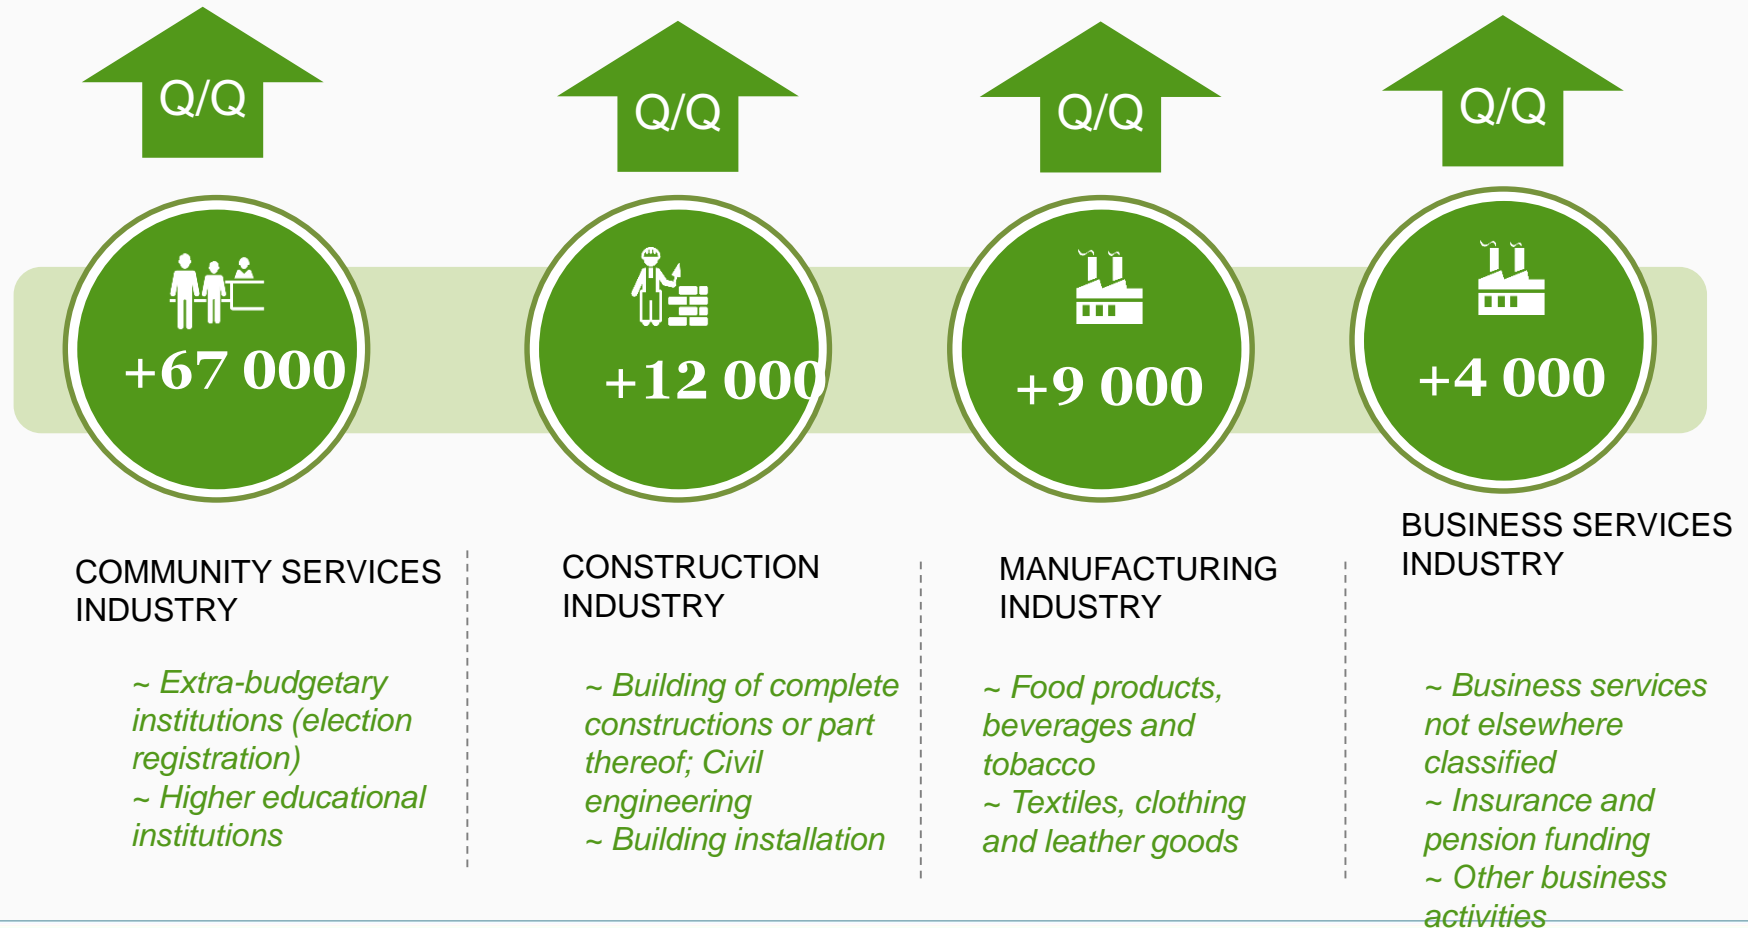 Q/Q
Q/Q
Q/Q
Q/Q
+67 000
+12 000
+9 000
+4 000
COMMUNITY SERVICES
INDUSTRY
~ Extra-budgetary
institutions (election
registration)
~ Higher educational
institutions
CONSTRUCTION
INDUSTRY
~ Building of complete
constructions or part
thereof; Civil
engineering
~ Building installation
MANUFACTURING
INDUSTRY
~ Food products,
beverages and
tobacco
~ Textiles, clothing
and leather goods
BUSINESS SERVICES
INDUSTRY
~ Business services
not elsewhere
classified
~ Insurance and
pension funding
~ Other business
activities